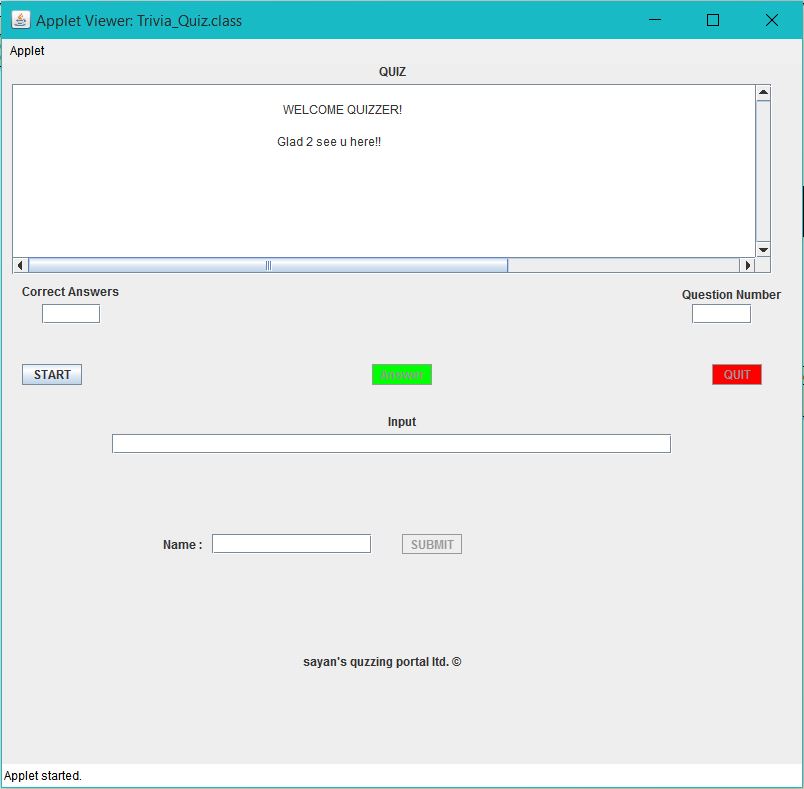 Applet Viewer: Trivia_Quiz.class
Applet
QUIZ
WELCOME QUIZZER!
Glad 2 see u here!!
Correct Answers
Question Number
START Answer QUIT
Input
Name : SUBMIT
sayan's quzzing portal ltd. ©
Applet started.